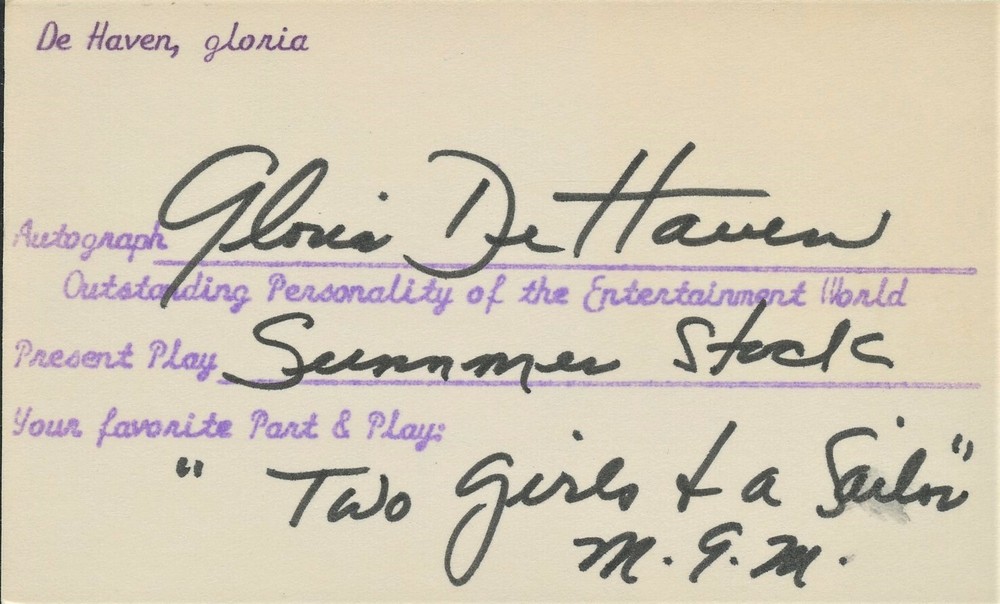 De Haven, gloria
Autograph Gloria De Haven
Outstanding Personality of the Entertainment World
Present Play Summer Stock
Your favorite Part & Play:
"Two Girls & a Sailor"
M.G.M.